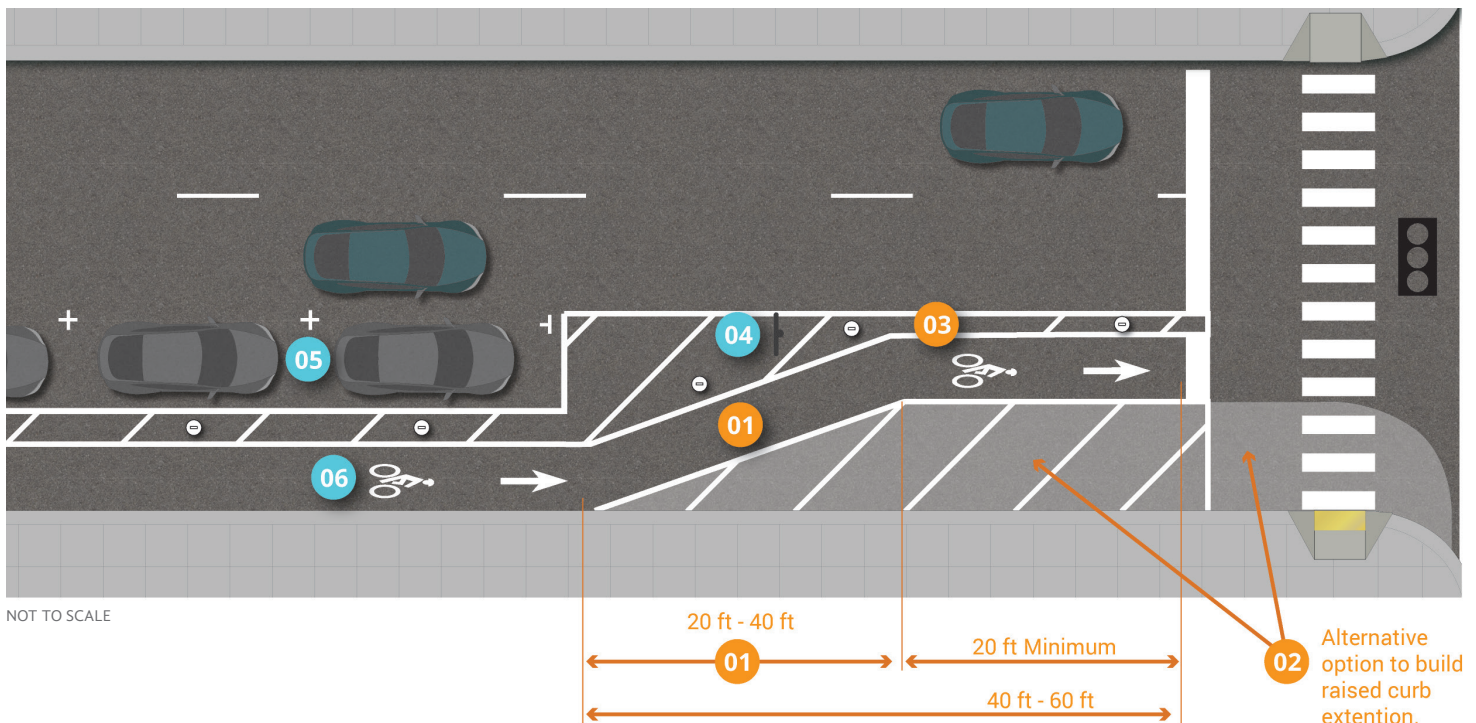 04
03
05
01
06
NOT TO SCALE
20 ft - 40 ft
01
20 ft Minimum
40 ft - 60 ft
02
Alternative
option to build
raised curb
extention.